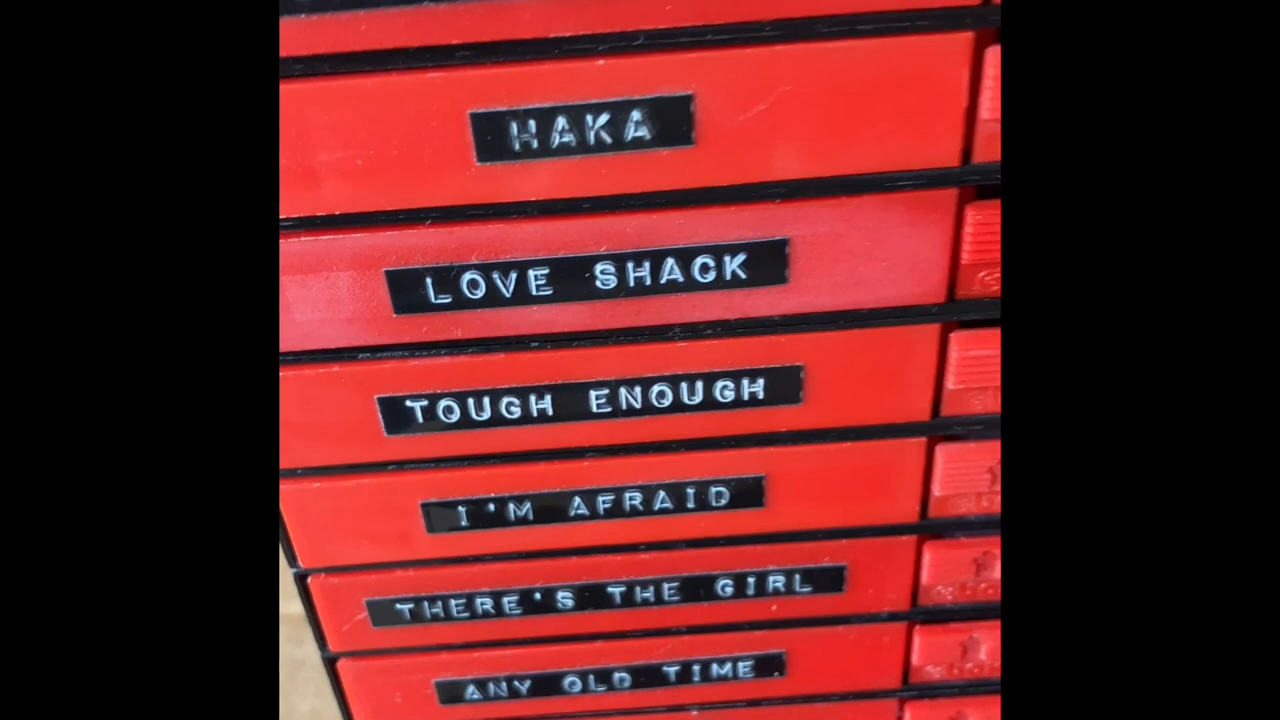 HAKA
LOVE SHACK
TOUGH ENOUGH
I'M AFRAID
THERE'S THE GIRL
ANY OLD TIME